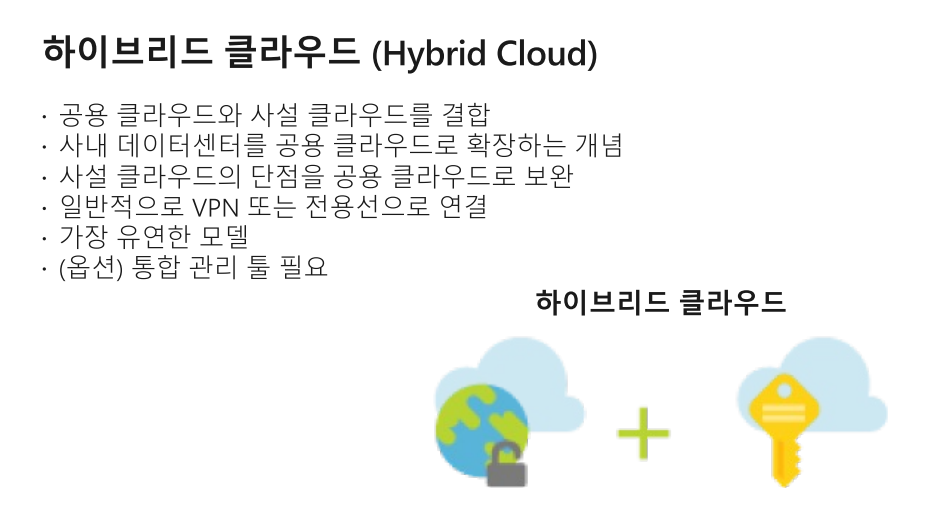 하이브리드 클라우드 (Hybrid Cloud)
· 공용 클라우드와 사설 클라우드를 결합
· 사내 데이터센터를 공용 클라우드로 확장하는 개념
· 사설 클라우드의 단점을 공용 클라우드로 보완
· 일반적으로 VPN 또는 전용선으로 연결
· 가장 유연한 모델
· (옵션) 통합 관리 툴 필요
하이브리드 클라우드